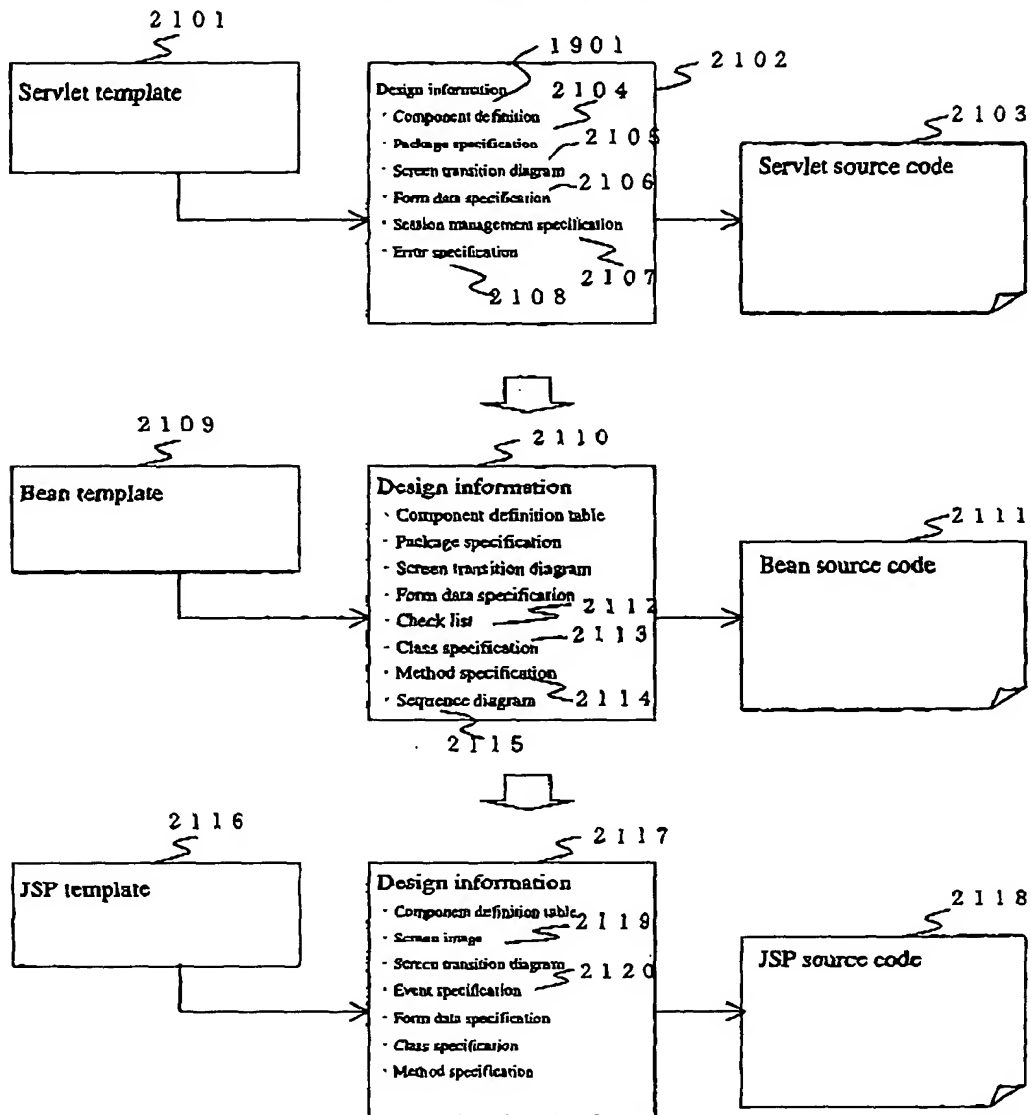 2101
1901
2102
Servlet template
Design information
2104
· Component definition
2103
2105
· Package specification
· Screen transition diagram
Servlet source code
2106
· Form data specification
· Session management specification
· Error specification
2107
2108
2109
2110
Bean template
Design information
· Component definition table
2111
· Package specification
· Screen transition diagram
Bean source code
· Form data specification
2112
· Check list
2113
· Class specification
· Method specification
2114
· Sequence diagram
2115
2116
2117
JSP template
Design information
2118
· Component definition table
2119
· Screen image
· Screen transition diagram
JSP source code
2120
· Event specification
· Form data specification
· Class specification
· Method specification